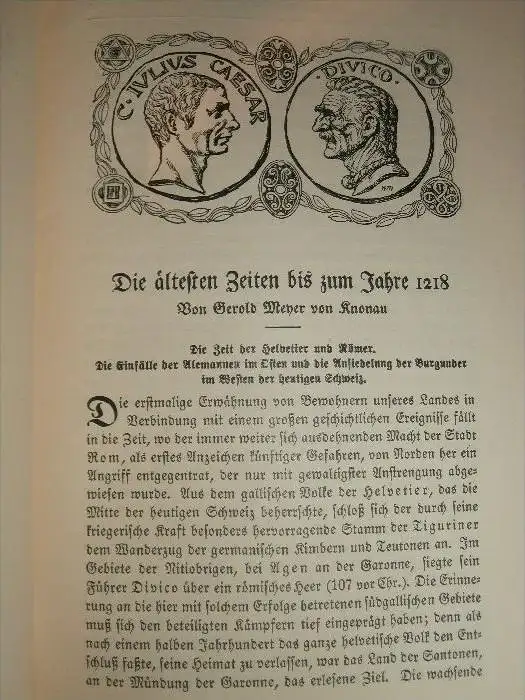 C·IVLIVS CAESAR
·DIVICO·
Die ältesten Zeiten bis zum Jahre 1218
Von Gerold Meyer von Knonau
Die Zeit der Helvetier und Römer.
Die Einfälle der Alemannen im Osten und die Ansiedelung der Burgunder
im Westen der heutigen Schweiz.
Die erstmalige Erwähnung von Bewohnern unseres Landes in
Verbindung mit einem großen geschichtlichen Ereignisse fällt
in die Zeit, wo der immer weiter sich ausdehnenden Macht der Stadt
Rom, als erstes Anzeichen künftiger Gefahren, von Norden her ein
Angriff entgegentrat, der nur mit gewaltigster Anstrengung abge-
wiesen wurde. Aus dem gallischen Volke der Helvetier, das die
Mitte der heutigen Schweiz beherrschte, schloß sich der durch seine
kriegerische Kraft besonders hervorragende Stamm der Tiguriner
dem Wanderzug der germanischen Kimbern und Teutonen an. Im
Gebiete der Nitiobrigen, bei Agen an der Garonne, siegte sein
Führer Divico über ein römisches Heer (107 vor Chr.). Die Erinne-
rung an die hier mit solchem Erfolge betretenen südgallischen Gebiete
muß sich den beteiligten Kämpfern tief eingeprägt haben; denn als
nach einem halben Jahrhundert das ganze helvetische Volk den Ent-
schluß faßte, seine Heimat zu verlassen, war das Land der Santonen,
an der Mündung der Garonne, das erlesene Ziel. Die wachsende